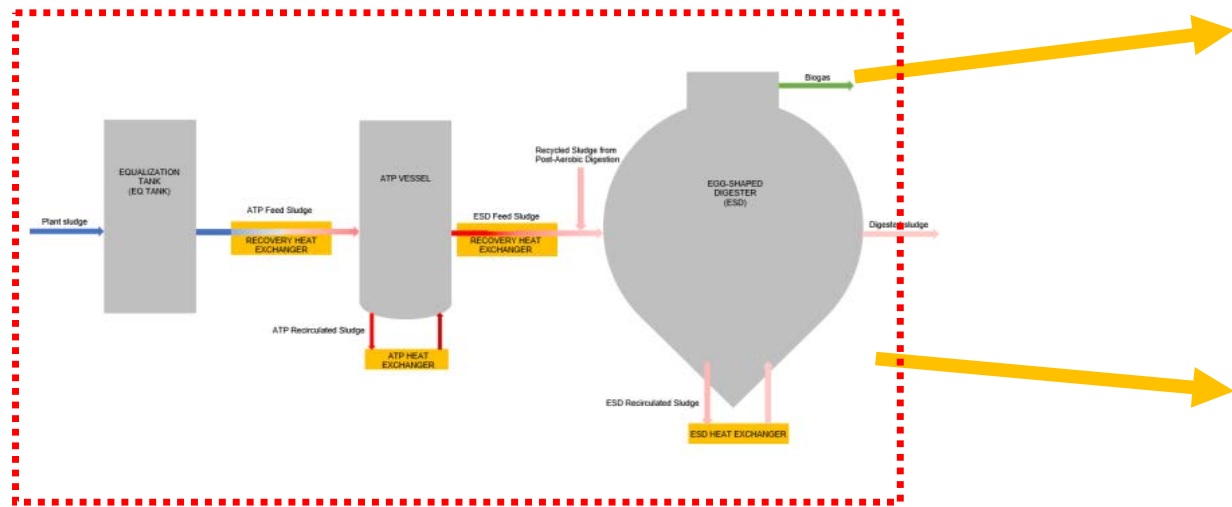 Biogas
Recycled Sludge from
Post-Aerobic Digestion
EQUALIZATION
TANK
(EQ TANK)
ATP VESSEL
EGG-SHAPED
DIGESTER
(ESD)
Plant sludge
ATP Feed Sludge
RECOVERY HEAT
EXCHANGER
ESD Feed Sludge
RECOVERY HEAT
EXCHANGER
Digested sludge
ATP Recirculated Sludge
ATP HEAT
EXCHANGER
ESD Recirculated Sludge
ESD HEAT EXCHANGER